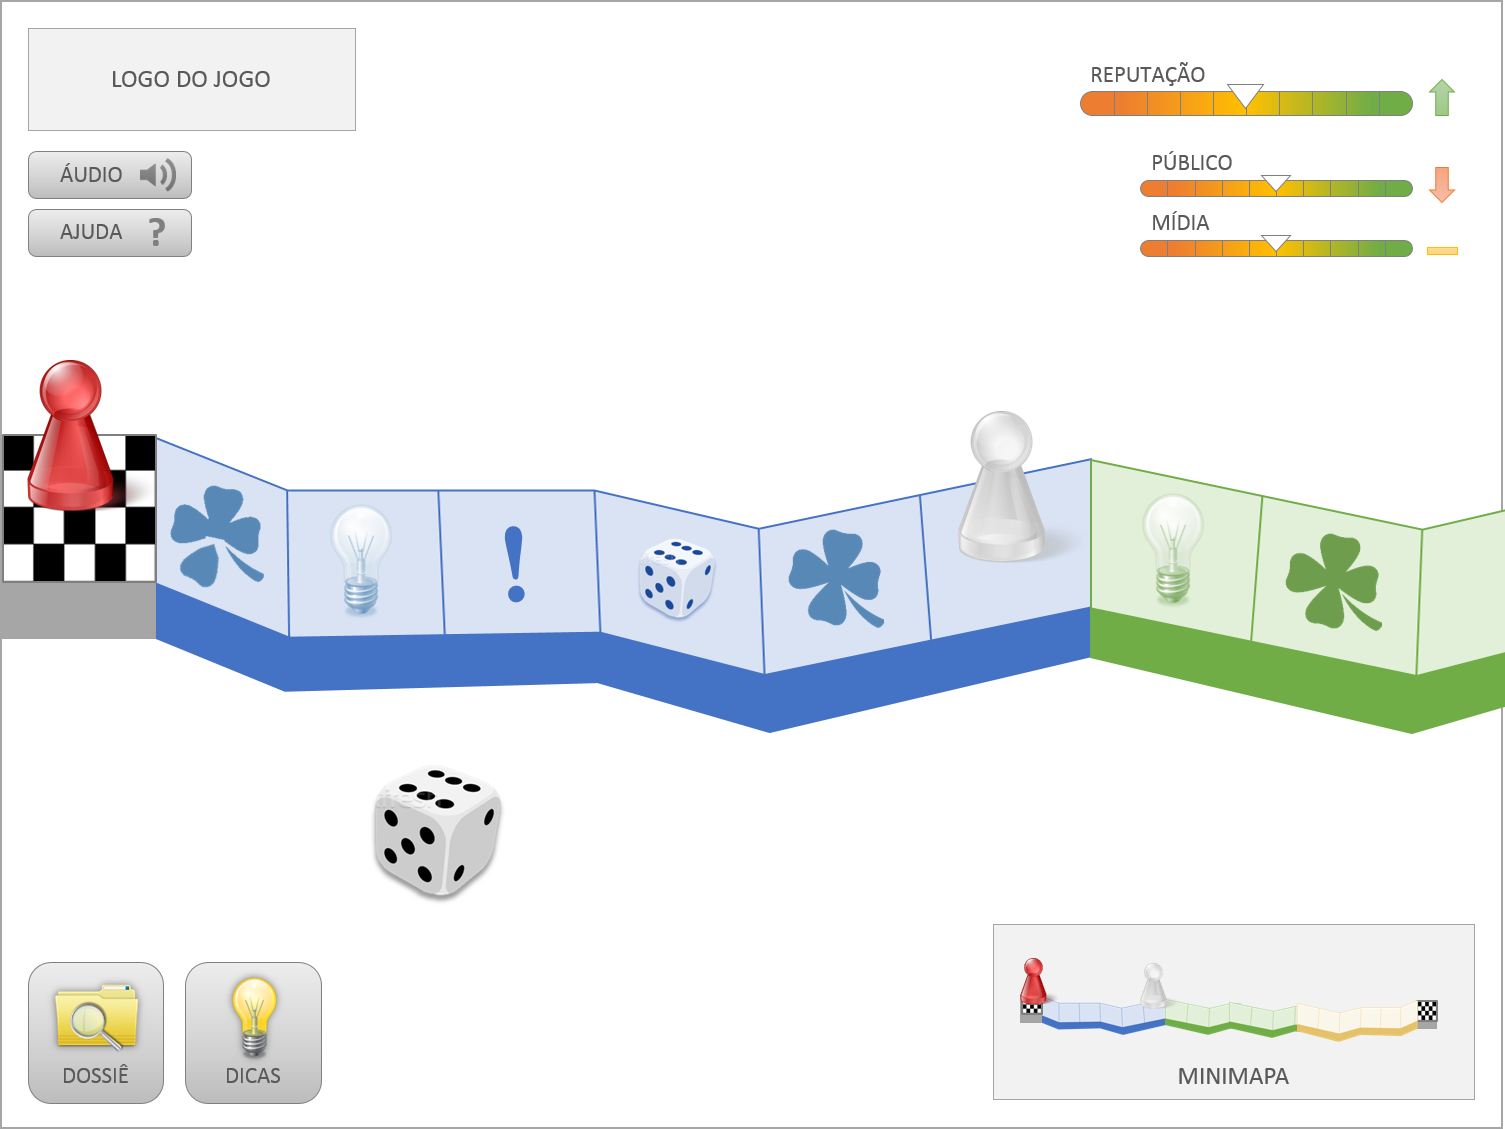 LOGO DO JOGO
REPUTAÇÃO
ÁUDIO
PÚBLICO
AJUDA ?
MÍDIA
!
DOSSIÊ
DICAS
MINIMAPA